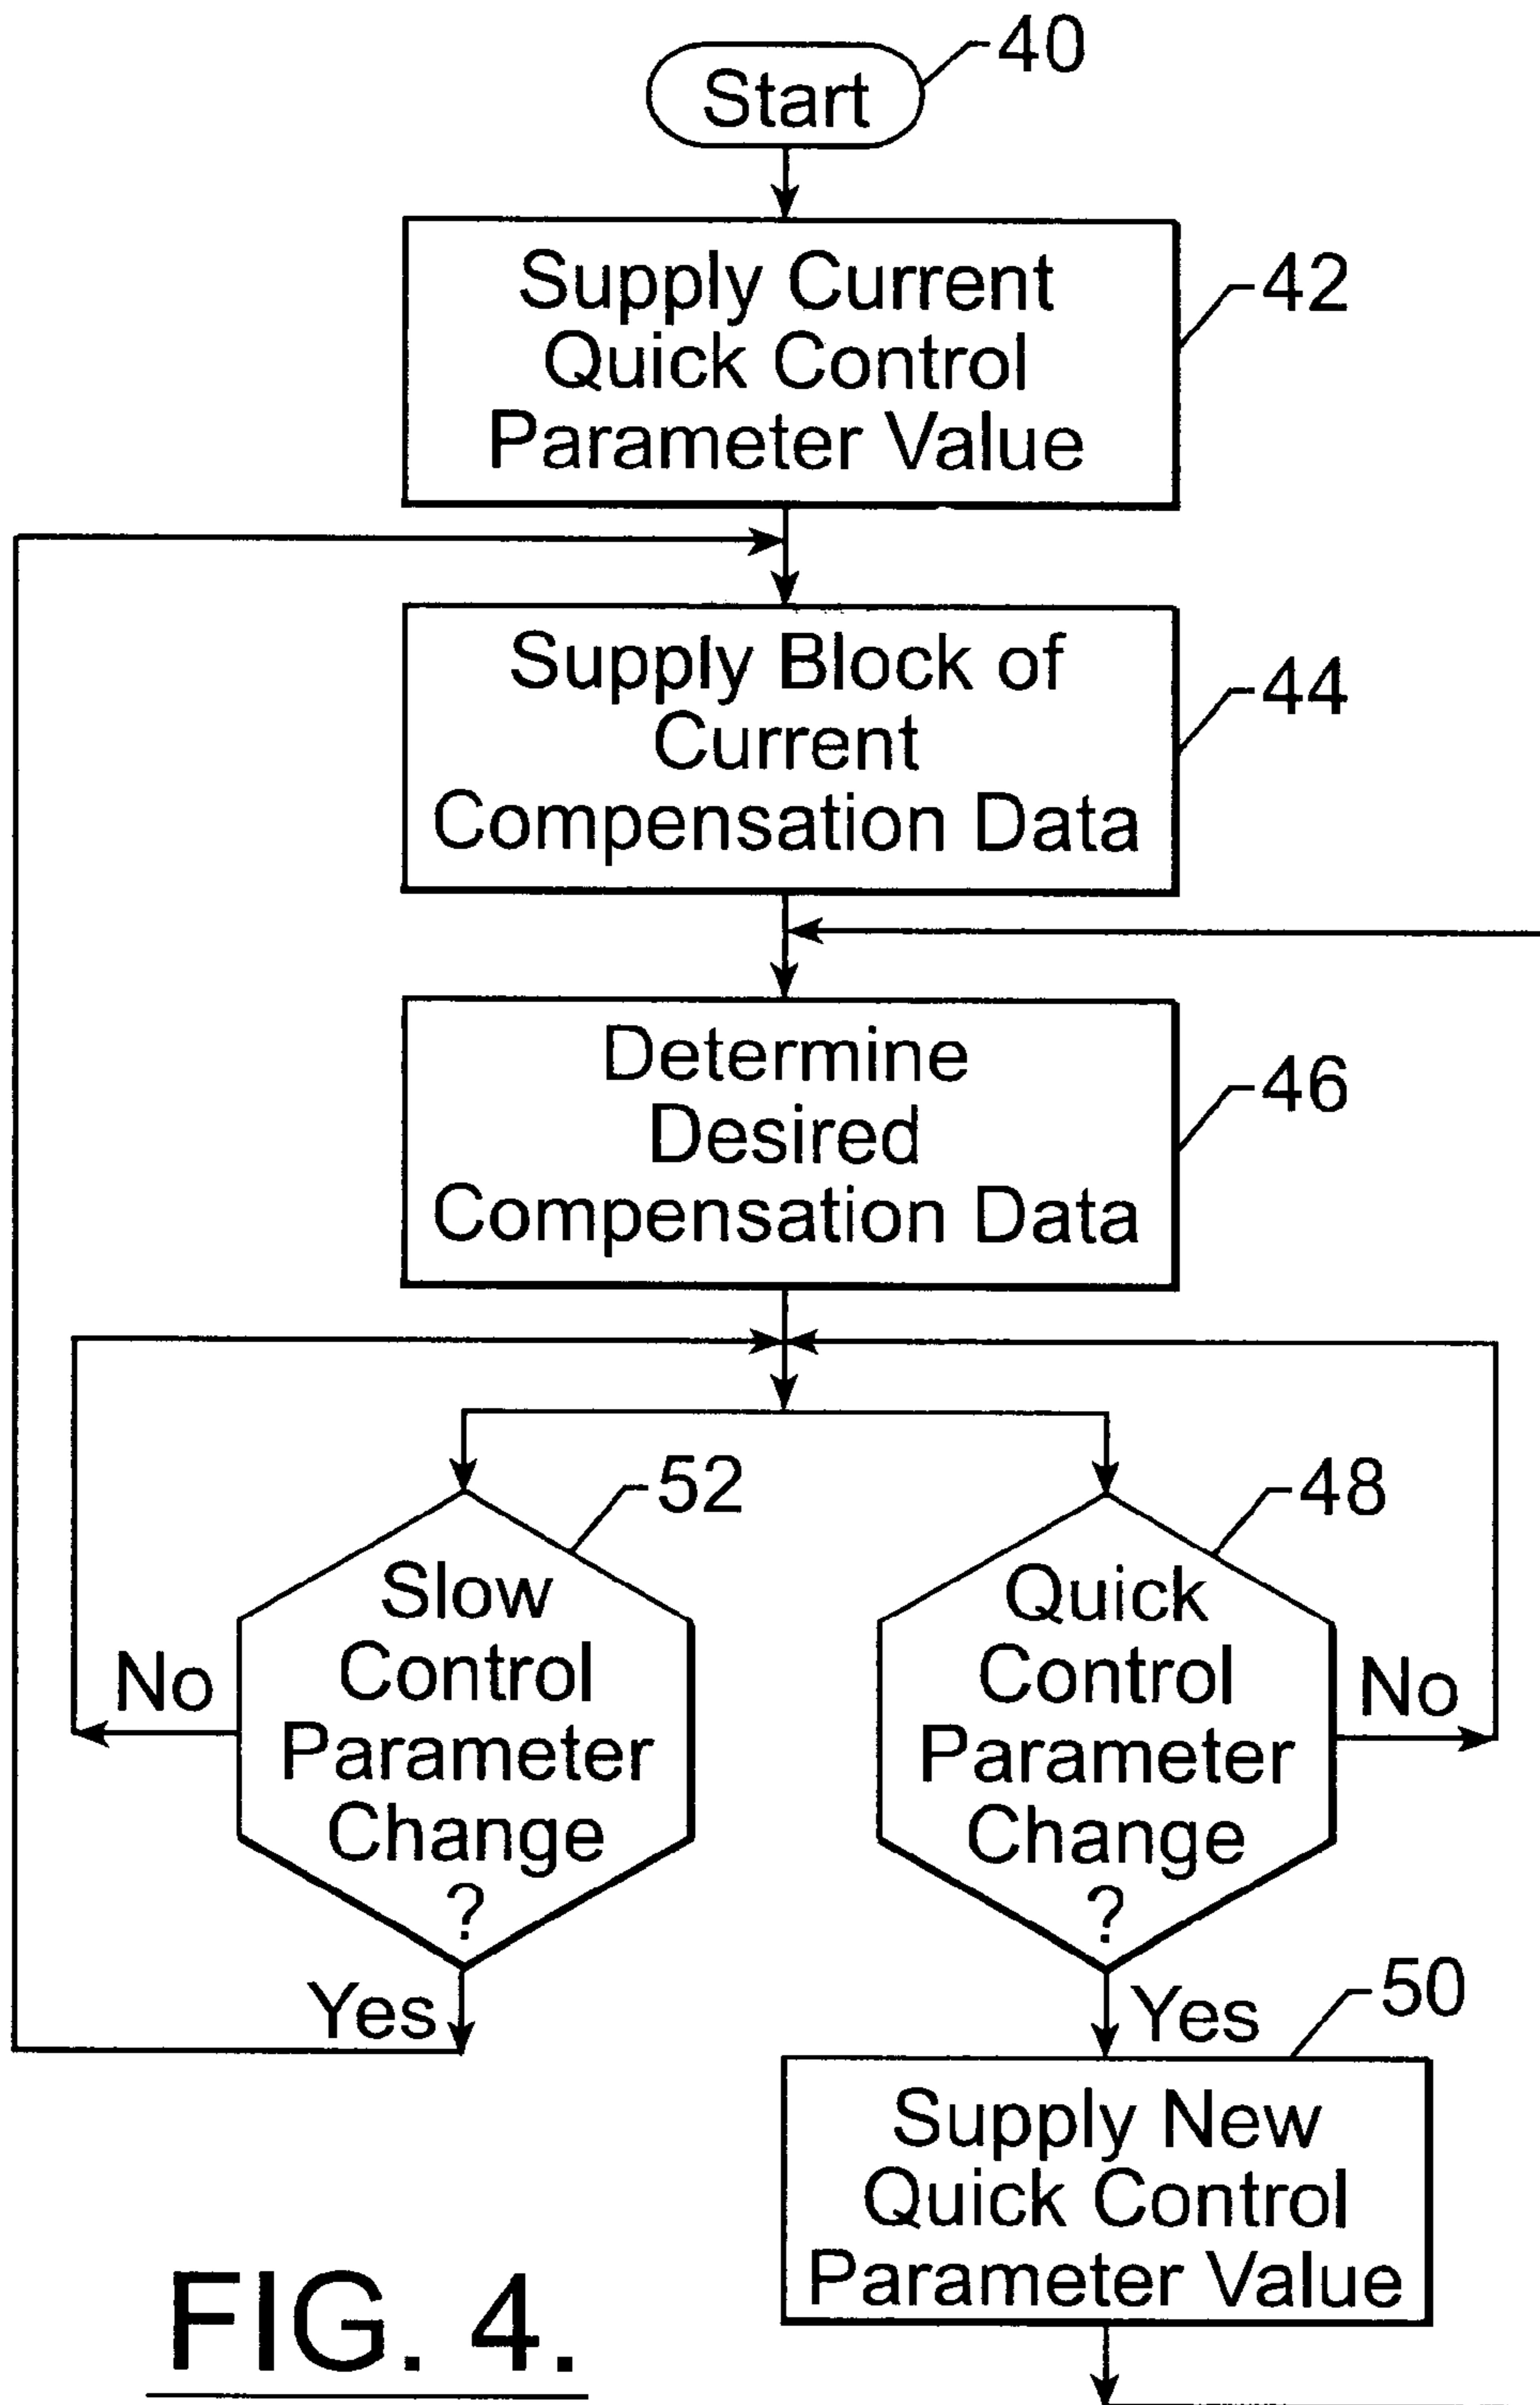 Start
40
Supply Current
Quick Control
Parameter Value
42
Supply Block of
Current
Compensation Data
44
Determine
Desired
Compensation Data
46
52
Slow
Control
Parameter
Change
?
No
Yes
48
Quick
Control
Parameter
Change
?
No
Yes
50
Supply New
Quick Control
Parameter Value
FIG. 4.